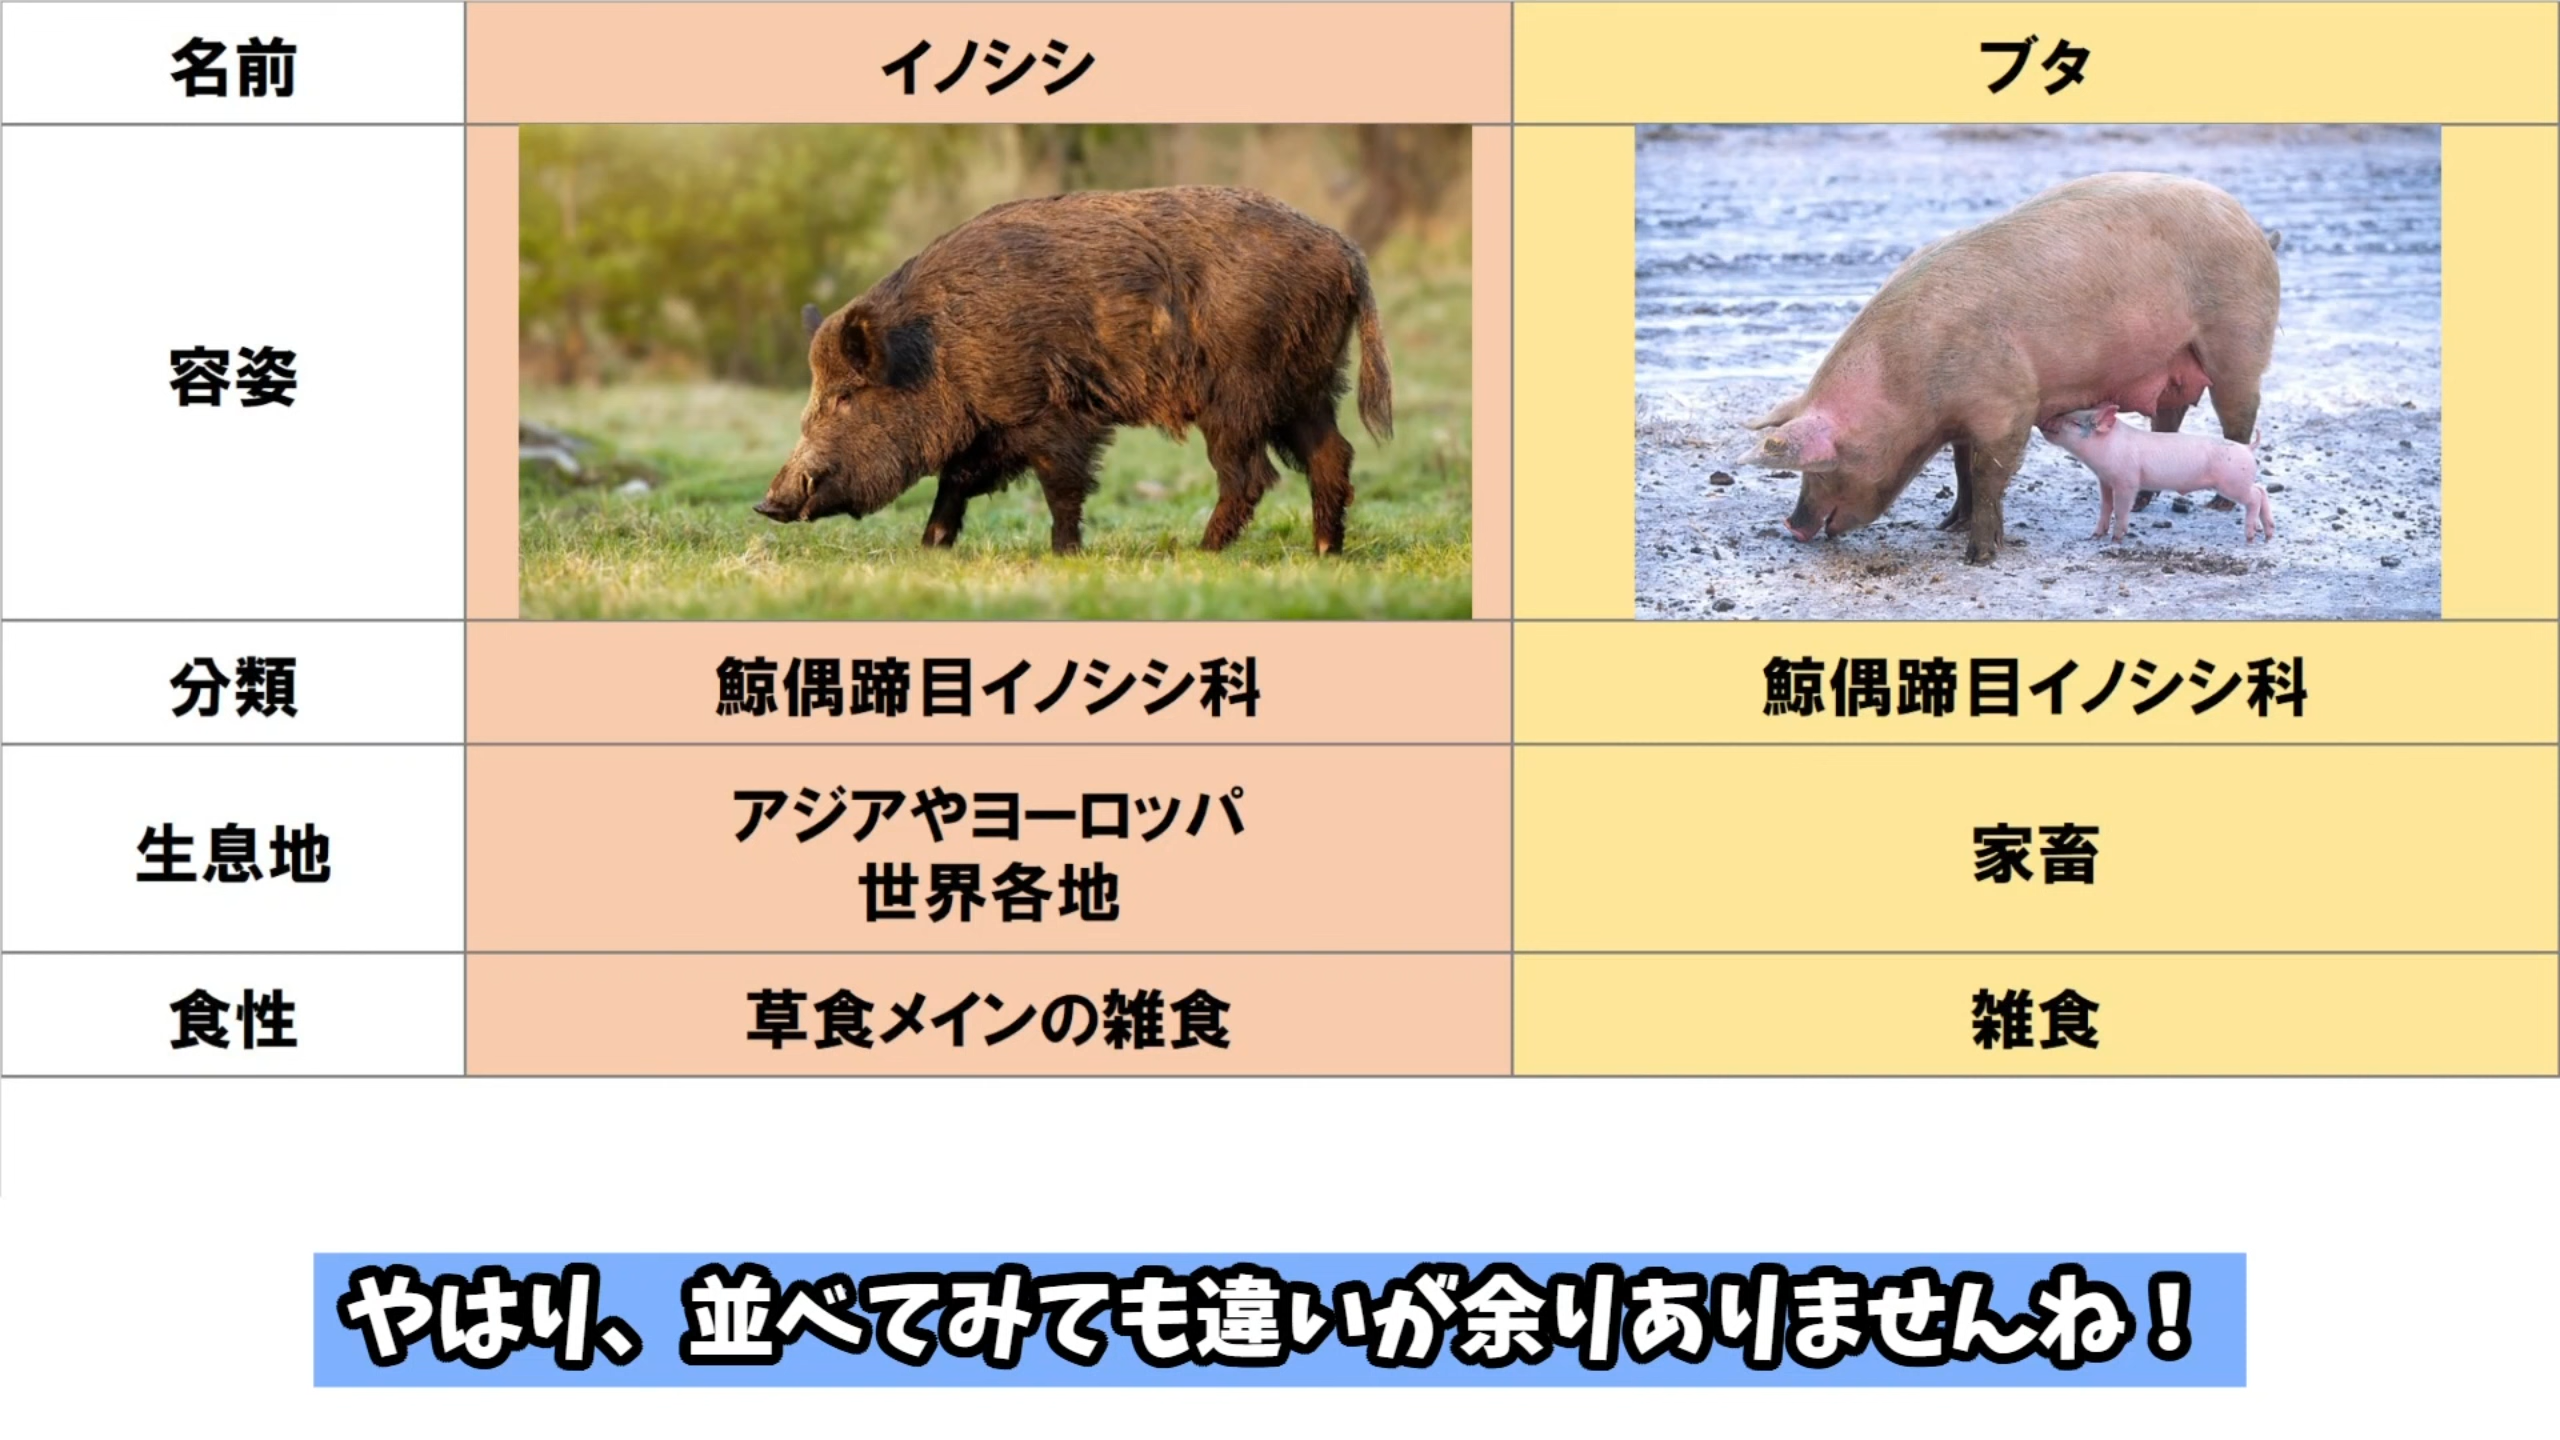 名前
イノシシ
ブタ
容姿
分類
鯨偶蹄目イノシシ科
鯨偶蹄目イノシシ科
生息地
アジアやヨーロッパ
世界各地
家畜
食性
草食メインの雑食
雑食
やはり、並べてみても違いが余りありませんね！